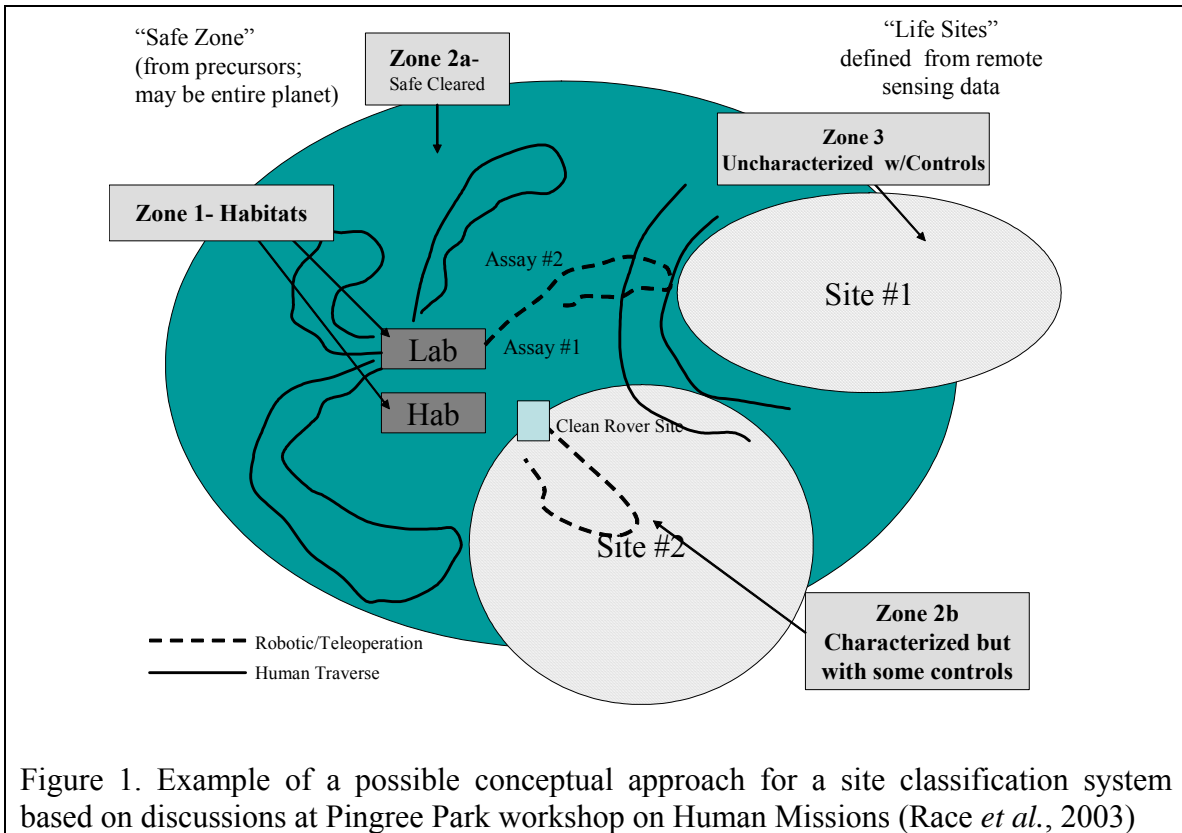 “Safe Zone”
(from precursors;
may be entire planet)
Zone 2a-
Safe Cleared
“Life Sites”
defined from remote
sensing data
Zone 3
Uncharacterized w/Controls
Zone 1- Habitats
Assay #2
Site #1
Lab
Assay #1
Hab
Clean Rover Site
Site #2
Zone 2b
Characterized but
with some controls
Robotic/Teleoperation
Human Traverse
Figure 1. Example of a possible conceptual approach for a site classification system
based on discussions at Pingree Park workshop on Human Missions (Race et al., 2003)